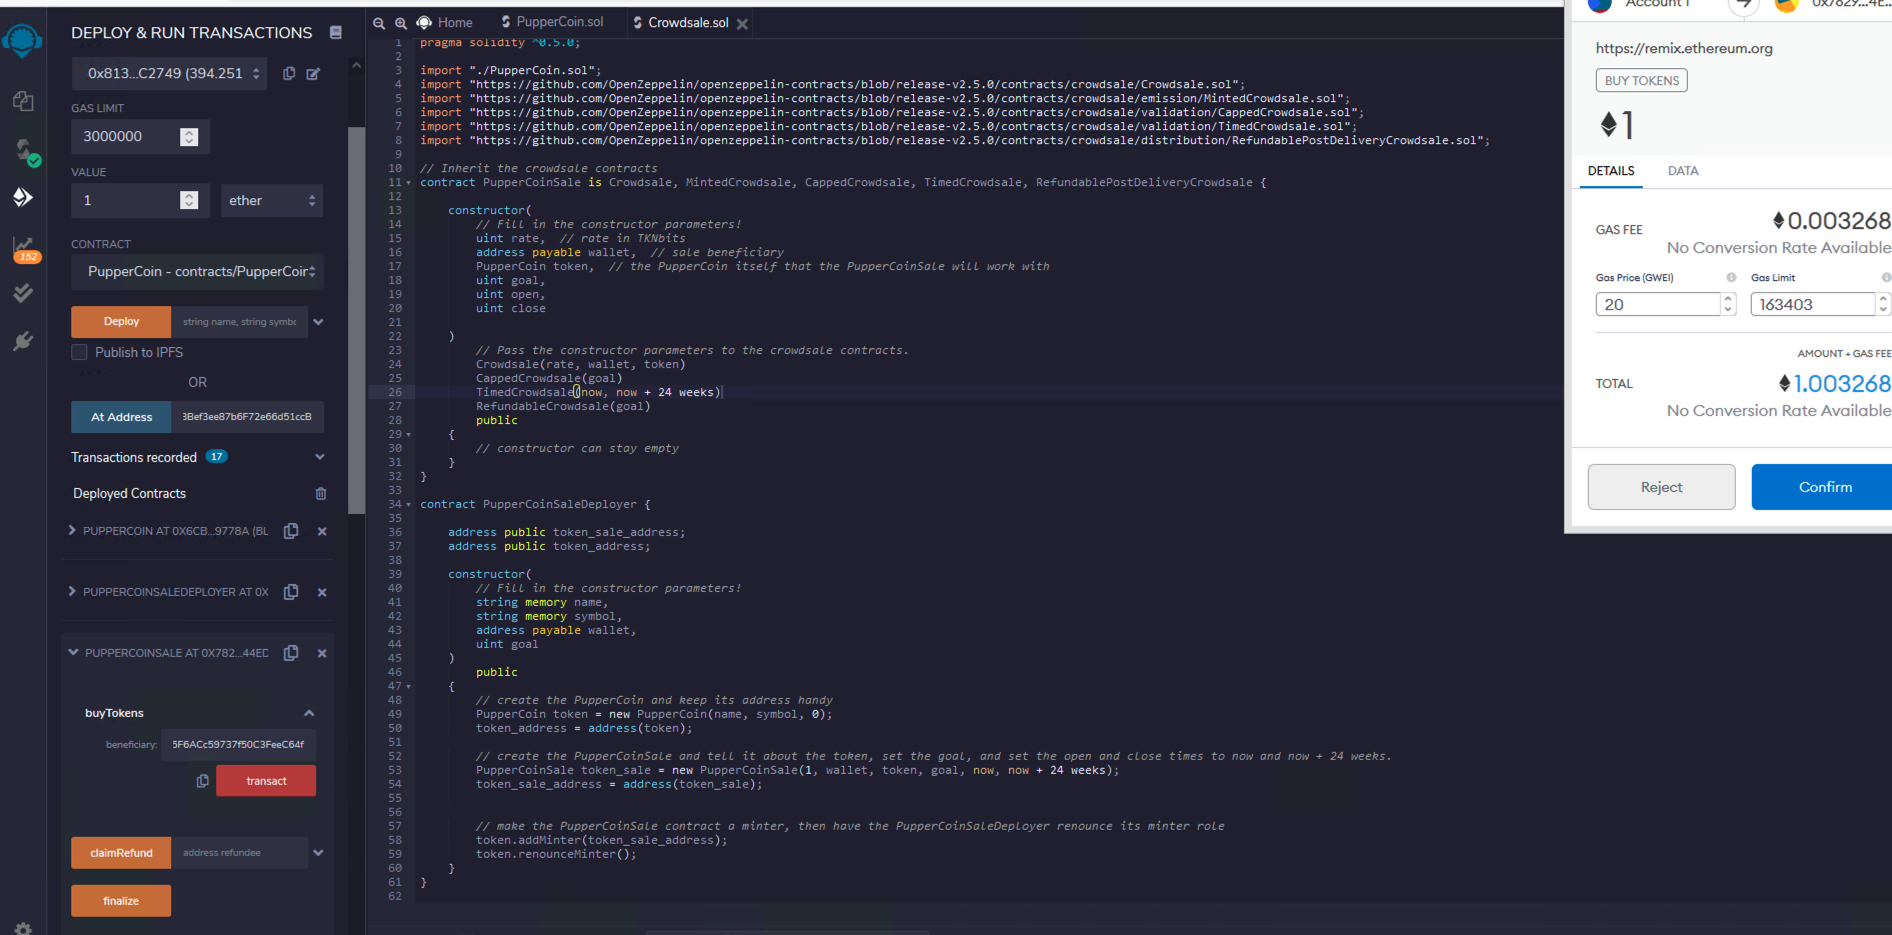 DEPLOY & RUN TRANSACTIONS
0x813...C2749 (394.251
GAS LIMIT
3000000
VALUE
1
ether
CONTRACT
PupperCoin - contracts/PupperCoin
Deploy
string name, string symbo
Publish to IPFS
OR
At Address
3Bef3ee87b6F72e66d51ccB
Transactions recorded 17
Deployed Contracts
PUPPERCOIN AT 0X6CB...9778A (BL
PUPPERCOINSALEDEPLOYER AT 0X
PUPPERCOINSALE AT 0X782...44ED
buyTokens
beneficiary: 5F6ACc59737f50C3FeeC64f
transact
claimRefund
address refundee
finalize
152
Home
PupperCoin.sol
Crowdsale.sol
1 pragma solidity ^0.5.0;
2
3 import "./PupperCoin.sol";
4 import "https://github.com/OpenZeppelin/openzeppelin-contracts/blob/release-v2.5.0/contracts/crowdsale/Crowdsale.sol";
5 import "https://github.com/OpenZeppelin/openzeppelin-contracts/blob/release-v2.5.0/contracts/crowdsale/emission/MintedCrowdsale.sol";
6 import "https://github.com/OpenZeppelin/openzeppelin-contracts/blob/release-v2.5.0/contracts/crowdsale/validation/CappedCrowdsale.sol";
7 import "https://github.com/OpenZeppelin/openzeppelin-contracts/blob/release-v2.5.0/contracts/crowdsale/validation/TimedCrowdsale.sol";
8 import "https://github.com/OpenZeppelin/openzeppelin-contracts/blob/release-v2.5.0/contracts/crowdsale/distribution/RefundablePostDeliveryCrowdsale.sol";
9
10 // Inherit the crowdsale contracts
11 contract PupperCoinSale is Crowdsale, MintedCrowdsale, CappedCrowdsale, TimedCrowdsale, RefundablePostDeliveryCrowdsale {
12
13 constructor(
14 // Fill in the constructor parameters!
15 uint rate, // rate in TKNbits
16 address payable wallet, // sale beneficiary
17 PupperCoin token, // the PupperCoin itself that the PupperCoinSale will work with
18 uint goal,
19 uint open,
20 uint close
21
22 )
23 // Pass the constructor parameters to the crowdsale contracts.
24 Crowdsale(rate, wallet, token)
25 CappedCrowdsale(goal)
26 TimedCrowdsale(now, now + 24 weeks)
27 RefundableCrowdsale(goal)
28 public
29 {
30 // constructor can stay empty
31 }
32 }
33
34 contract PupperCoinSaleDeployer {
35
36 address public token_sale_address;
37 address public token_address;
38
39 constructor(
40 // Fill in the constructor parameters!
41 string memory name,
42 string memory symbol,
43 address payable wallet,
44 uint goal
45 )
46 public
47 {
48 // create the PupperCoin and keep its address handy
49 PupperCoin token = new PupperCoin(name, symbol, 0);
50 token_address = address(token);
51
52 // create the PupperCoinSale and tell it about the token, set the goal, and set the open and close times to now and now + 24 weeks.
53 PupperCoinSale token_sale = new PupperCoinSale(1, wallet, token, goal, now, now + 24 weeks);
54 token_sale_address = address(token_sale);
55
56
57 // make the PupperCoinSale contract a minter, then have the PupperCoinSaleDeployer renounce its minter role
58 token.addMinter(token_sale_address);
59 token.renounceMinter();
60 }
61 }
62
Account 1
0x7829...4E...
https://remix.ethereum.org
BUY TOKENS
1
DETAILS
DATA
GAS FEE
0.003268
No Conversion Rate Available
Gas Price (GWEI)
Gas Limit
20
163403
AMOUNT + GAS FEE
TOTAL
1.003268
No Conversion Rate Available
Reject
Confirm